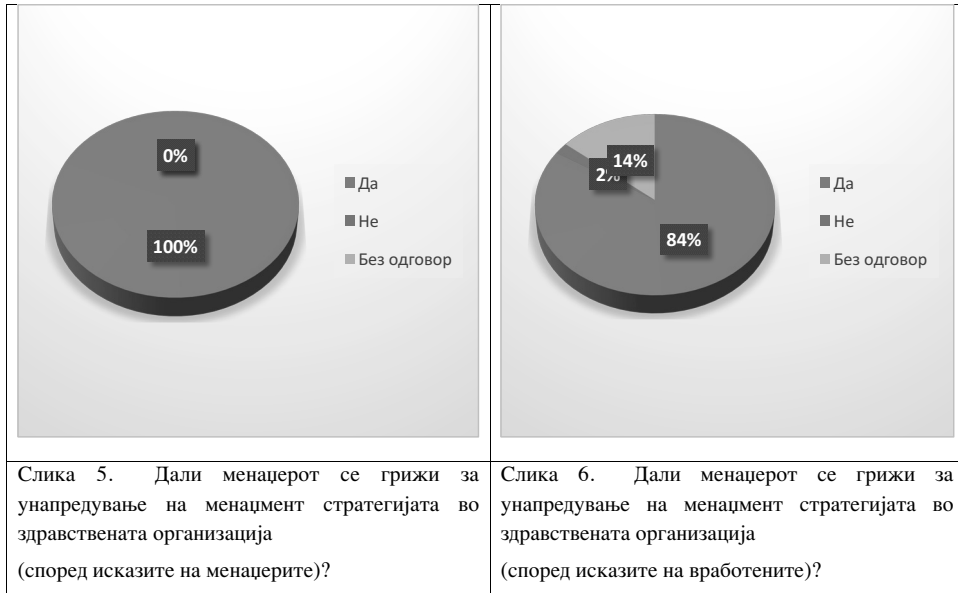 0%
100%
Да
Не
Без одговор
14%
2%
84%
Да
Не
Без одговор
Слика 5. Дали менаџерот се грижи за
унапредување на менаџмент стратегијата во
здравствената организација
(според исказите на менаџерите)?
Слика 6. Дали менаџерот се грижи за
унапредување на менаџмент стратегијата во
здравствената организација
(според исказите на вработените)?